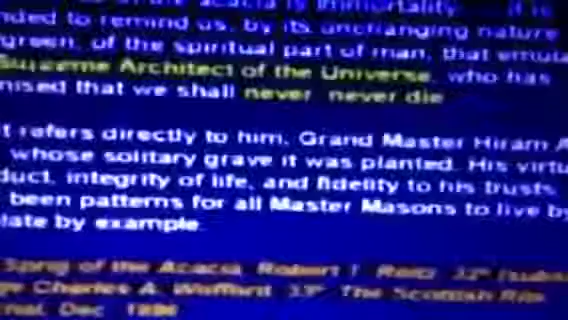 of the acacia is immortality. it is
nded to remind us, by its unchanging nature
green, of the spiritual part of man, that
Supreme Architect of the Universe, who has
mised that we shall never never die
t refers directly to him, Grand Master Hiram A
whose solitary grave it was planted. His virtu
duct, integrity of life, and fidelity to his trusts
been patterns for all Master Masons to live by
late by example.
Sprig of the Acacia, Robert
Charles A. The Scottish Rite
Dec.